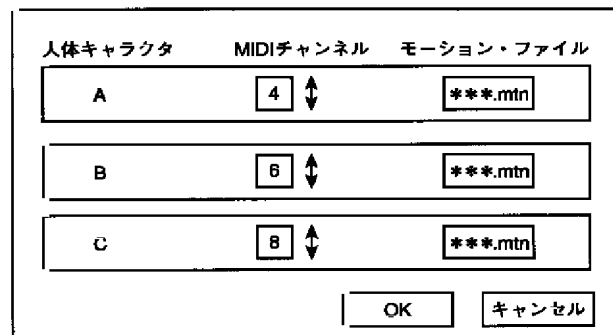 人体キャラクタ MIDIチャンネル モーション・ファイル
A 4 ***.mtn
B 6 ***.mtn
C 8 ***.mtn
OK キャンセル